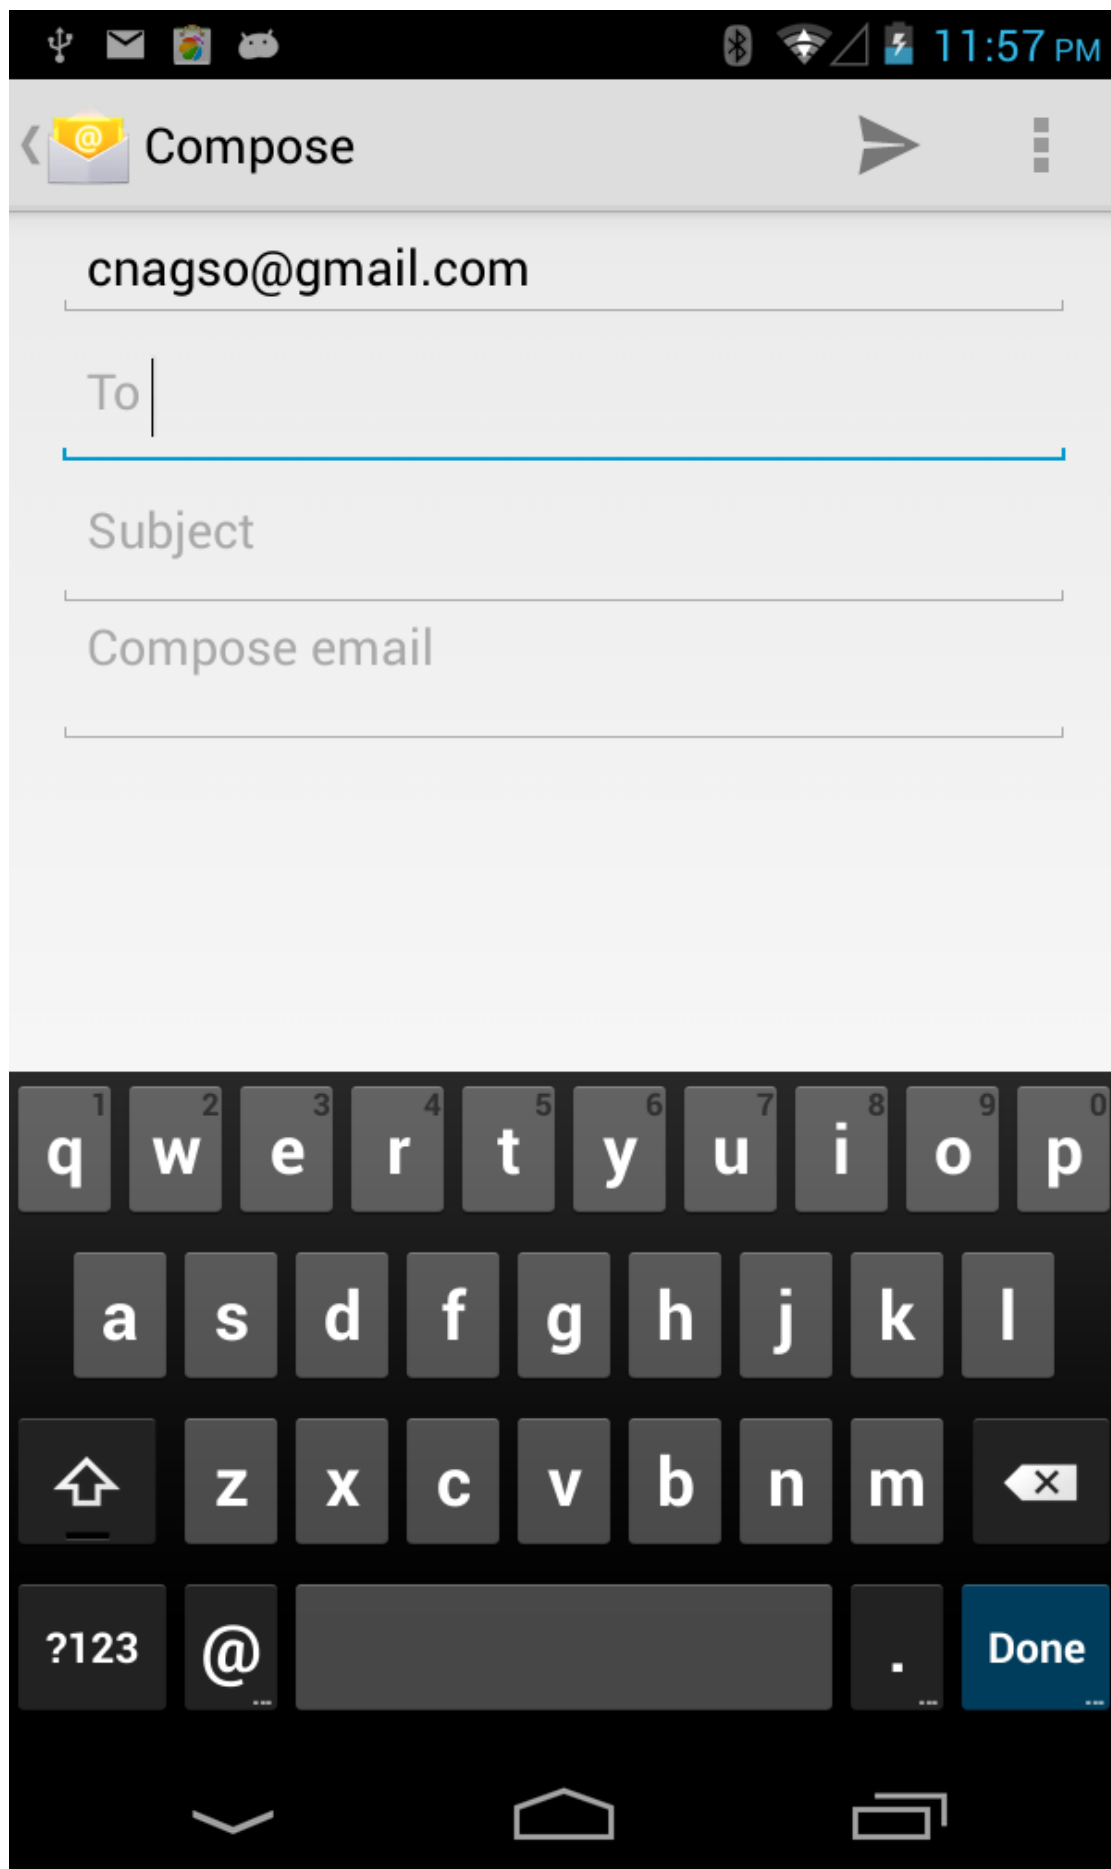 11:57 PM
@ Compose
cnagso@gmail.com
To
Subject
Compose email
1 2 3 4 5 6 7 8 9 0
q w e r t y u i o p
a s d f g h j k l
z x c v b n m
?123 @ . Done